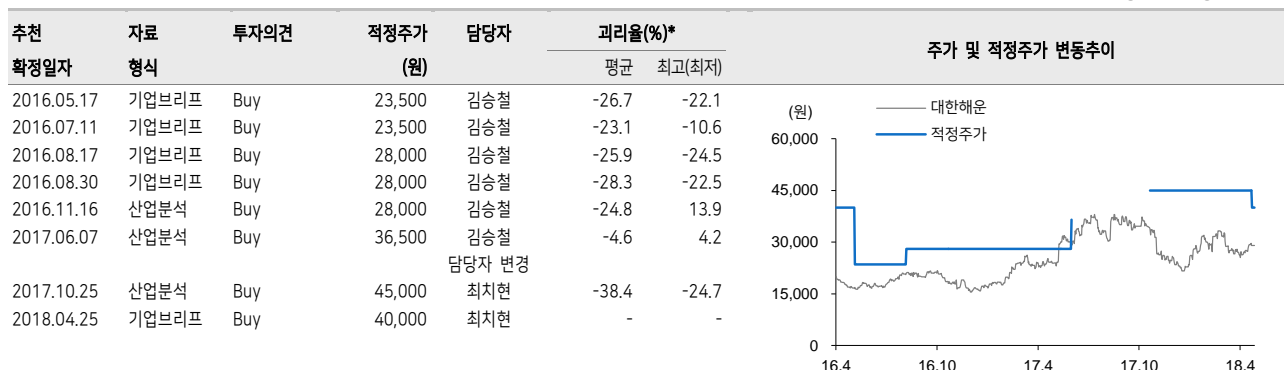 추천 자료 투자의견 적정주가 담당자 괴리율(%)* 주가 및 적정주가 변동추이
확정일자 형식 (원) 평균 최고(최저)
2016.05.17 기업브리프 Buy 23,500 김승철 -26.7 -22.1
2016.07.11 기업브리프 Buy 23,500 김승철 -23.1 -10.6
2016.08.17 기업브리프 Buy 28,000 김승철 -25.9 -24.5
2016.08.30 기업브리프 Buy 28,000 김승철 -28.3 -22.5
2016.11.16 산업분석 Buy 28,000 김승철 -24.8 13.9
2017.06.07 산업분석 Buy 36,500 김승철 -4.6 4.2
담당자 변경
2017.10.25 산업분석 Buy 45,000 최치현 -38.4 -24.7
2018.04.25 기업브리프 Buy 40,000 최치현 - -
(원)
대한해운
적정주가
60,000
45,000
30,000
15,000
0
16.4 16.10 17.4 17.10 18.4